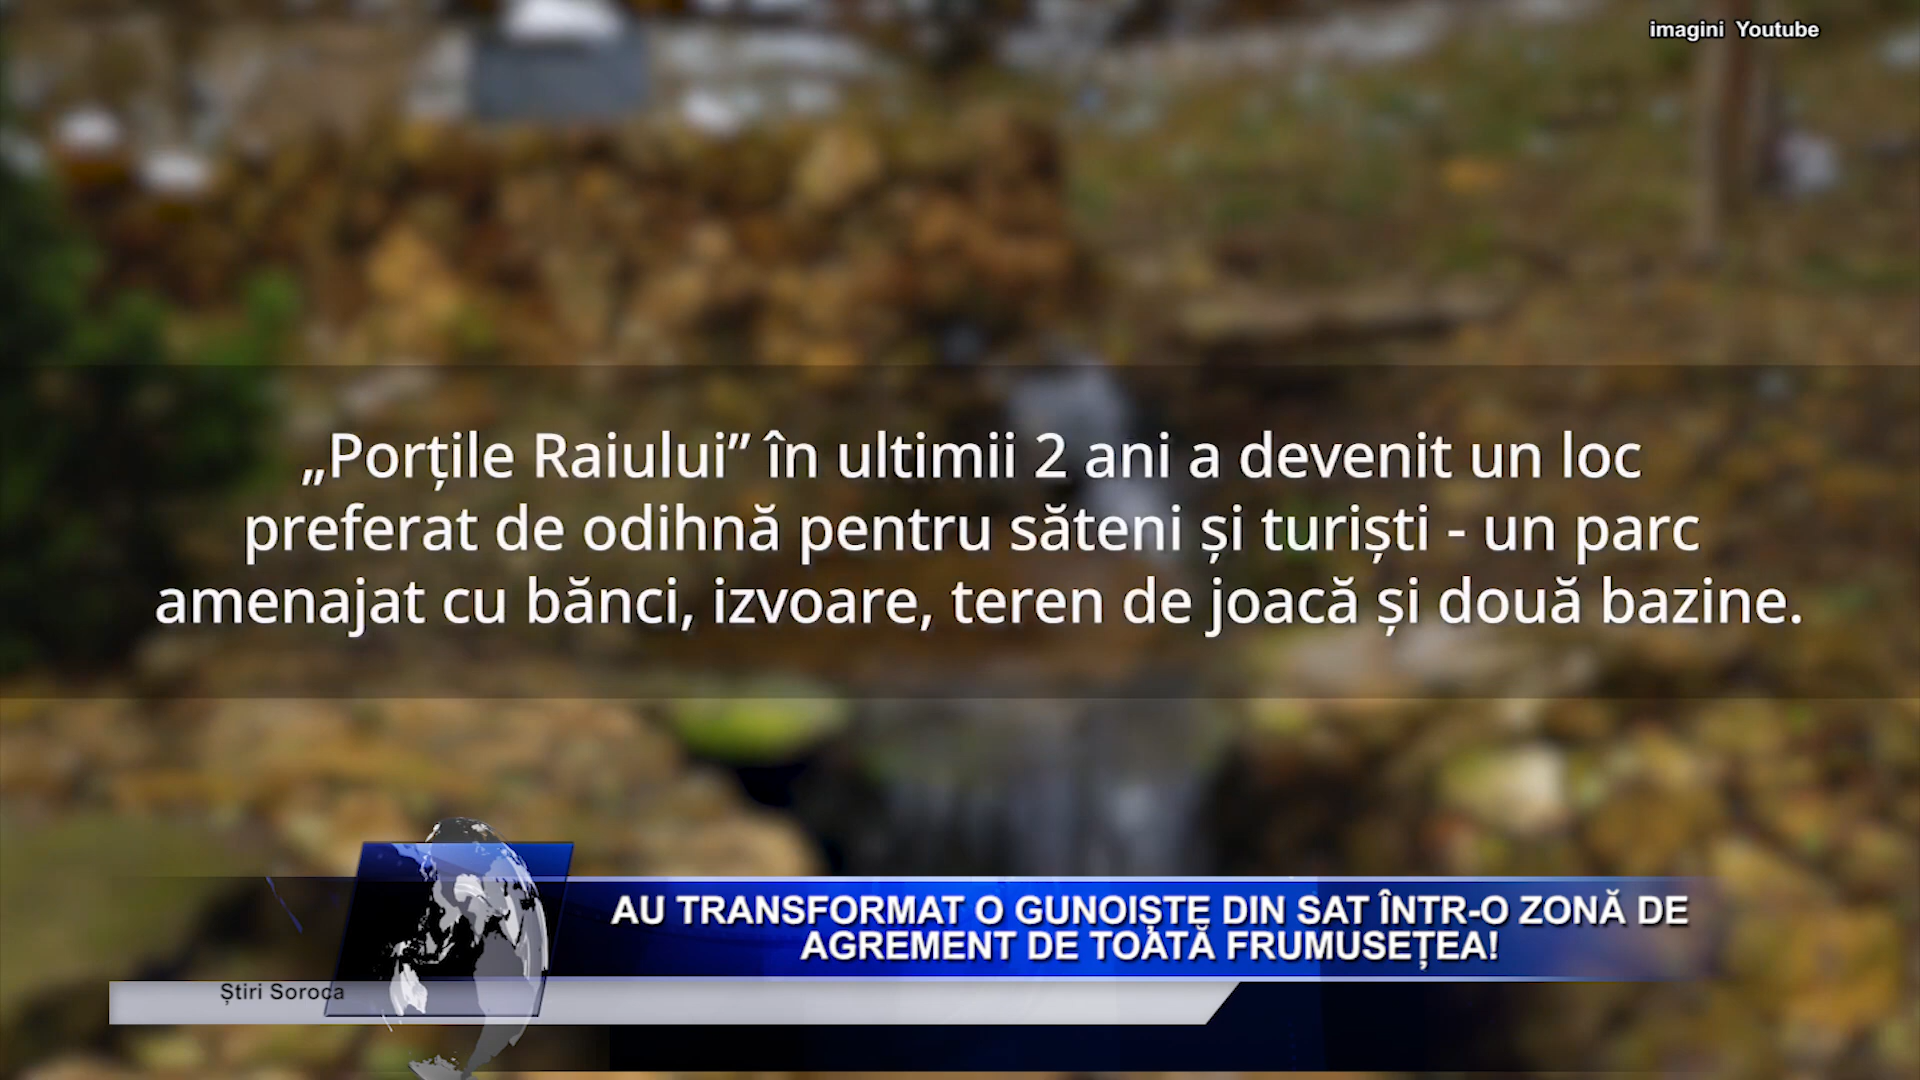 imagini Youtube
„Porțile Raiului” în ultimii 2 ani a devenit un loc
preferat de odihnă pentru săteni și turiști - un parc
amenajat cu bănci, izvoare, teren de joacă și două bazine.
AU TRANSFORMAT O GUNOIȘTE DIN SAT ÎNTR-O ZONĂ DE
AGREMENT DE TOATĂ FRUMUSEȚEA!
Știri Soroca